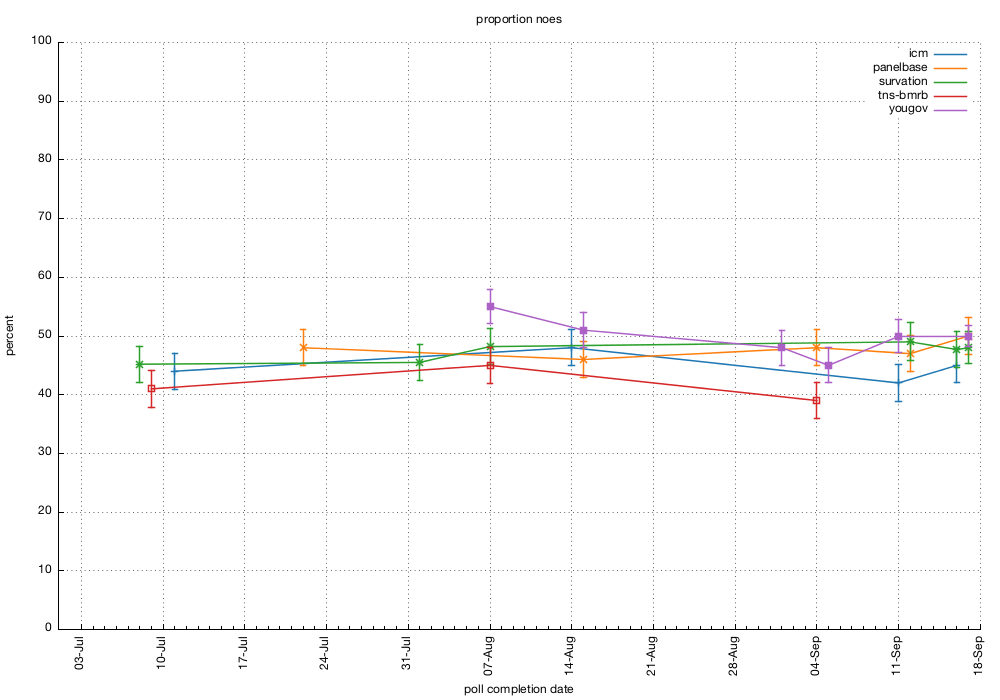 proportion noes
100
90
80
70
60
50
40
30
20
10
0
percent
icm
panelbase
survation
tns-bmrb
yougov
03-Jul
10-Jul
17-Jul
24-Jul
31-Jul
07-Aug
14-Aug
21-Aug
28-Aug
04-Sep
11-Sep
18-Sep
poll completion date